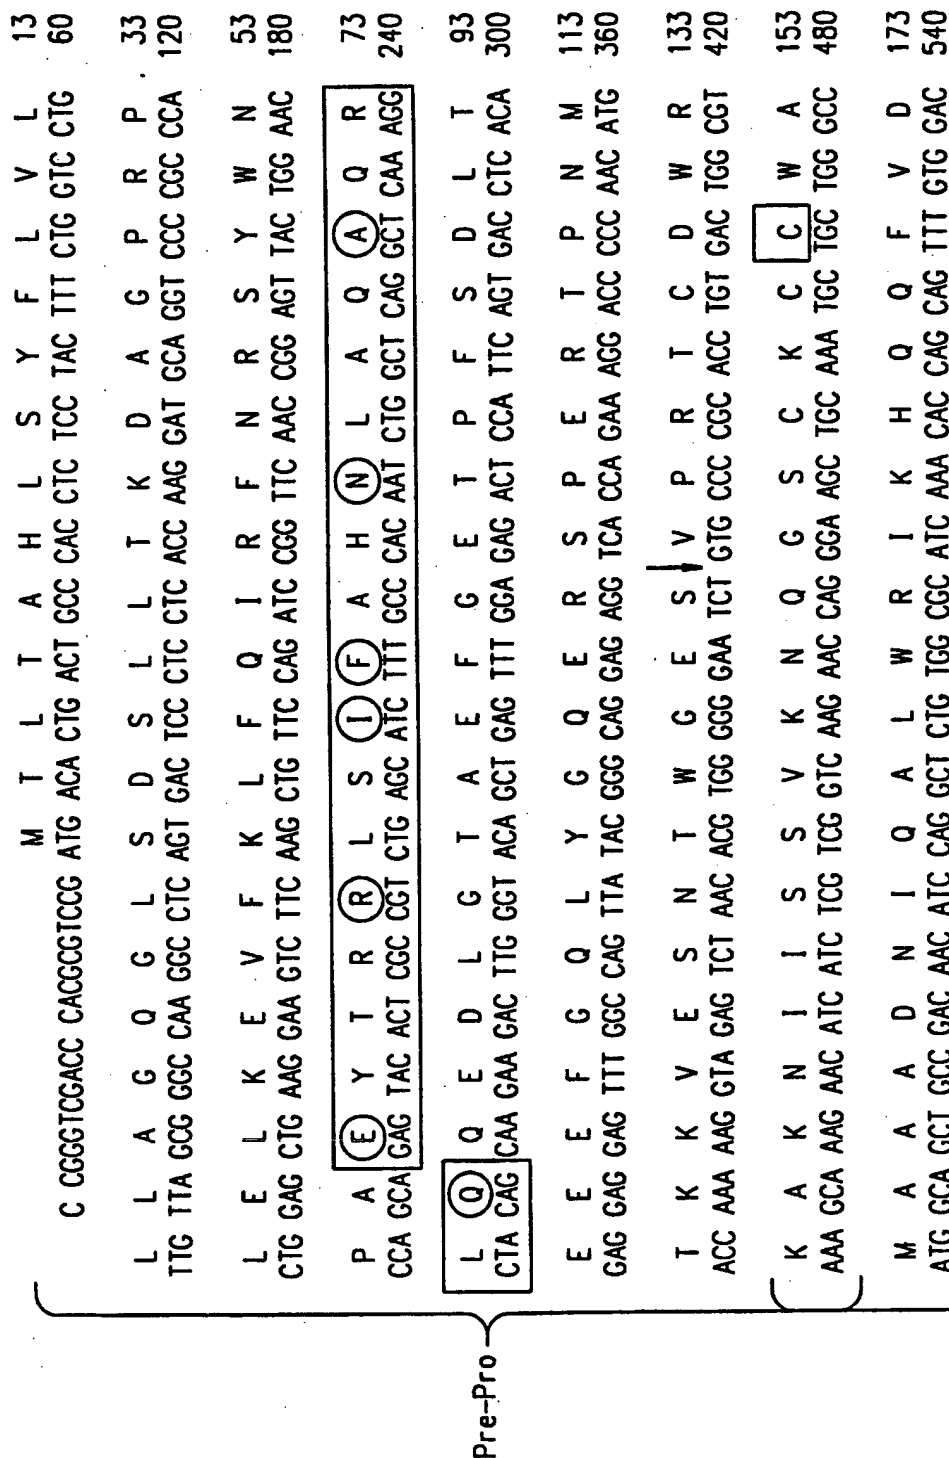 M T L T A H L S Y F L V L 13
C CGGGTCGACC CACGCGTCCG ATG ACA CTG ACT GCC CAC CTC TCC TAC TTT CTG GTC CTG 60
L L A G Q G L S D S L L T K D A G P R P 33
TTG TTA GCG GGC CAA GGC CTC AGT GAC TCC CTC CTC ACC AAG GAT GCA GGT CCC CGC CCA 120
L E L K E V F K L F Q I R F N R S Y W N 53
CTG GAG CTG AAG GAA GTC TTC AAG CTG TTC CAG ATC CGG TTC AAC CGG AGT TAC TGG AAC 180
P A E Y T R R L S I F A H N L A Q A Q R 73
CCA GCA GAG TAC ACT CGC CGT CTG AGC ATC TTT GCC CAC AAT CTG GCT CAG GCT CAA AGG 240
L Q Q E D L G T A E F G E T P F S D L T 93
CTA CAG CAA GAA GAC TTG GGT ACA GCT GAG TTT GGA GAG ACT CCA TTC AGT GAC CTC ACA 300
Pre-Pro
E E E F G Q L Y G Q E R S P E R T P N M 113
GAG GAG GAG TTT GGC CAG TTA TAC GGG CAG GAG AGG TCA CCA GAA AGG ACC CCC AAC ATG 360
T K K V E S N T W G E S V P R T C D W R 133
ACC AAA AAG GTA GAG TCT AAC ACG TGG GGG GAA TCT GTG CCC CGC ACC TGT GAC TGG CGT 420
K A K N I I S S V K N Q G S C K C C W A 153
AAA GCA AAG AAC ATC ATC TCG TCG GTC AAG AAC CAG GGA AGC TGC AAA TGC TGC TGG GCC 480
M A A A D N I Q A L W R I K H Q Q F V D 173
ATG GCA GCT GCC GAC AAC ATC CAG GCT CTG TGG CGC ATC AAA CAC CAG CAG TTT GTG GAC 540